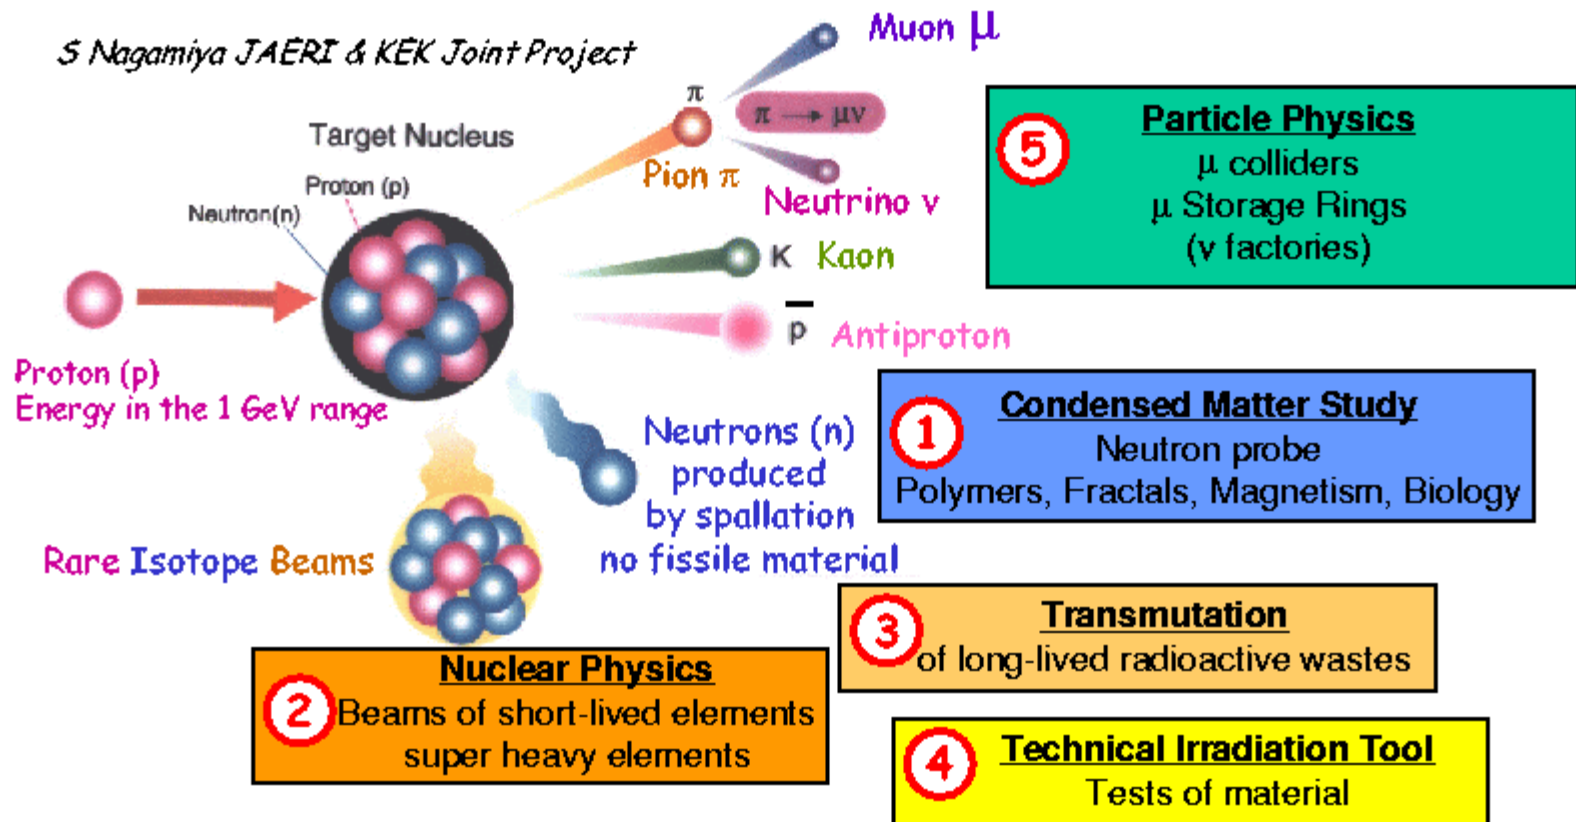 S Nagamiya JAERI & KEK Joint Project
Muon μ
π
π → μν
Pion π
Neutrino ν
Target Nucleus
Proton (p)
Neutron(n)
K Kaon
p̅ Antiproton
Proton (p)
Energy in the 1 GeV range
Neutrons (n)
produced
by spallation
no fissile material
Rare Isotope Beams
5
Particle Physics
μ colliders
μ Storage Rings
(ν factories)
1
Condensed Matter Study
Neutron probe
Polymers, Fractals, Magnetism, Biology
3
Transmutation
of long-lived radioactive wastes
2
Nuclear Physics
Beams of short-lived elements
super heavy elements
4
Technical Irradiation Tool
Tests of material